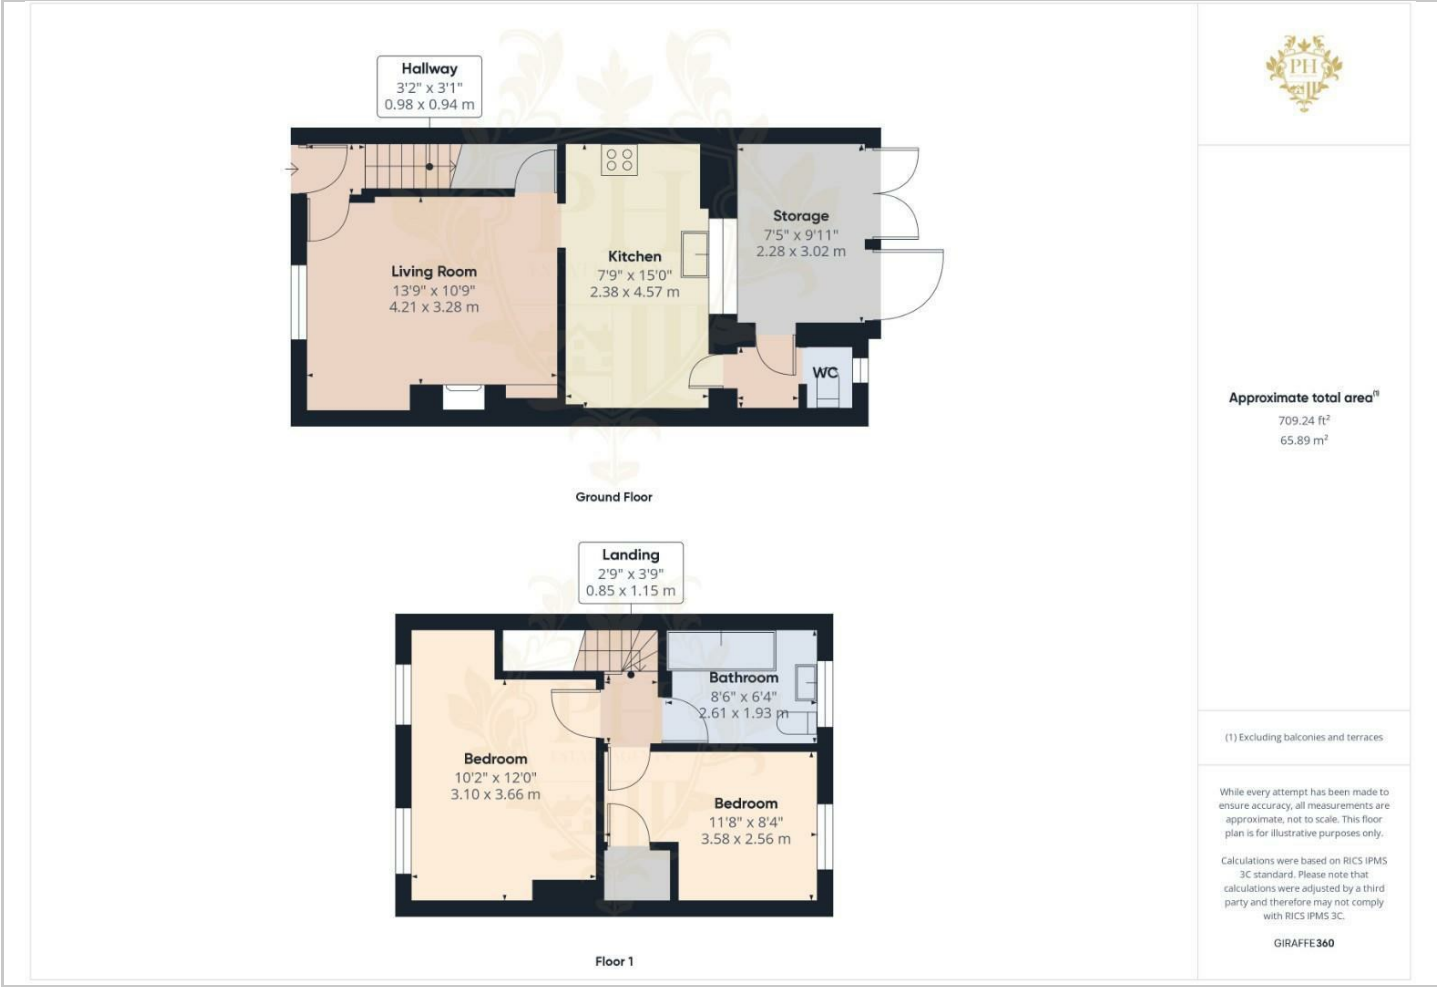 Hallway
3'2" x 3'1"
0.98 x 0.94 m
Living Room
13'9" x 10'9"
4.21 x 3.28 m
Kitchen
7'9" x 15'0"
2.38 x 4.57 m
Storage
7'5" x 9'11"
2.28 x 3.02 m
WC
Ground Floor
Landing
2'9" x 3'9"
0.85 x 1.15 m
Bathroom
8'6" x 6'4"
2.61 x 1.93 m
Bedroom
10'2" x 12'0"
3.10 x 3.66 m
Bedroom
11'8" x 8'4"
3.58 x 2.56 m
Floor 1
PH
Approximate total area(1)
709.24 ft²
65.89 m²
(1) Excluding balconies and terraces
While every attempt has been made to
ensure accuracy, all measurements are
approximate, not to scale. This floor
plan is for illustrative purposes only.
Calculations were based on RICS IPMS
3C standard. Please note that
calculations were adjusted by a third
party and therefore may not comply
with RICS IPMS 3C.
GIRAFFE360